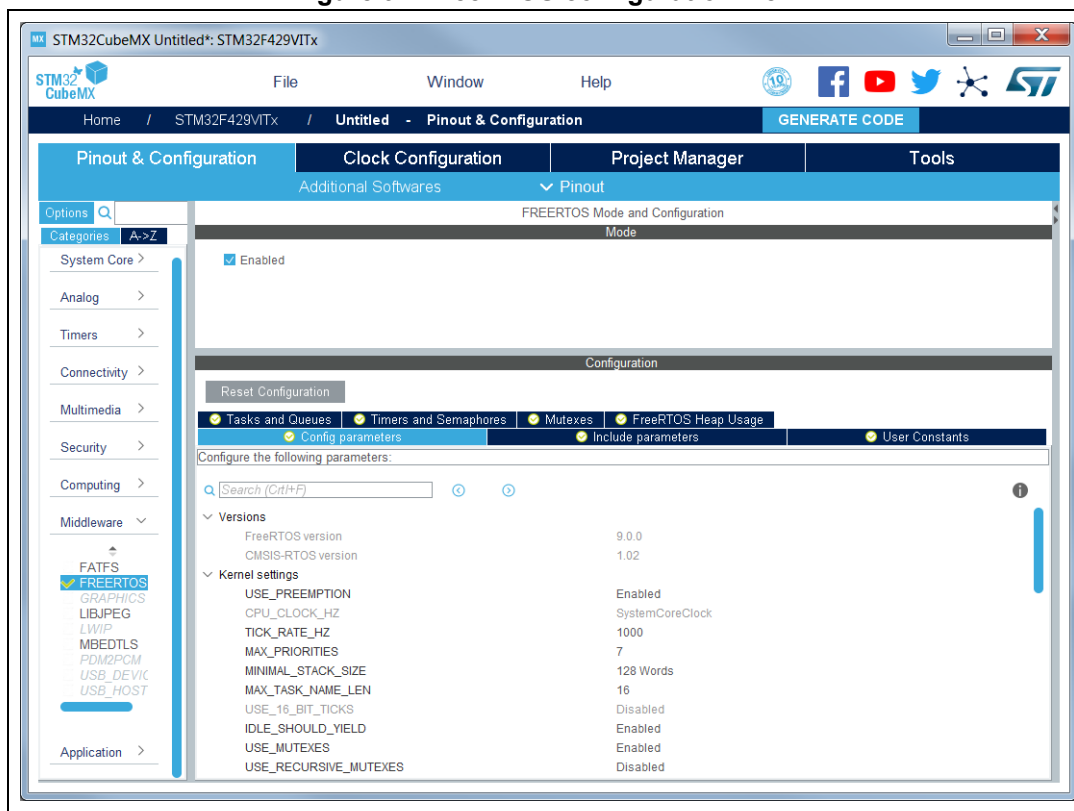 STM32CubeMX Untitled*: STM32F429VITx
STM32 CubeMX File Window Help
Home / STM32F429VITx / Untitled - Pinout & Configuration GENERATE CODE
Pinout & Configuration Clock Configuration Project Manager Tools
Additional Softwares Pinout
Options FREERTOS Mode and Configuration
Categories A->Z Mode
System Core Enabled
Analog
Timers
Connectivity Configuration
Reset Configuration
Multimedia Tasks and Queues Timers and Semaphores Mutexes FreeRTOS Heap Usage
Config parameters Include parameters User Constants
Security Configure the following parameters:
Computing Search (Crtl+F)
Middleware Versions
FreeRTOS version 9.0.0
CMSIS-RTOS version 1.02
FATFS Kernel settings
FREERTOS USE_PREEMPTION Enabled
GRAPHICS CPU_CLOCK_HZ SystemCoreClock
LIBJPEG TICK_RATE_HZ 1000
LWIP MAX_PRIORITIES 7
MBEDTLS MINIMAL_STACK_SIZE 128 Words
PDM2PCM MAX_TASK_NAME_LEN 16
USB_DEVIC USE_16_BIT_TICKS Disabled
USB_HOST IDLE_SHOULD_YIELD Enabled
USE_MUTEXES Enabled
Application USE_RECURSIVE_MUTEXES Disabled